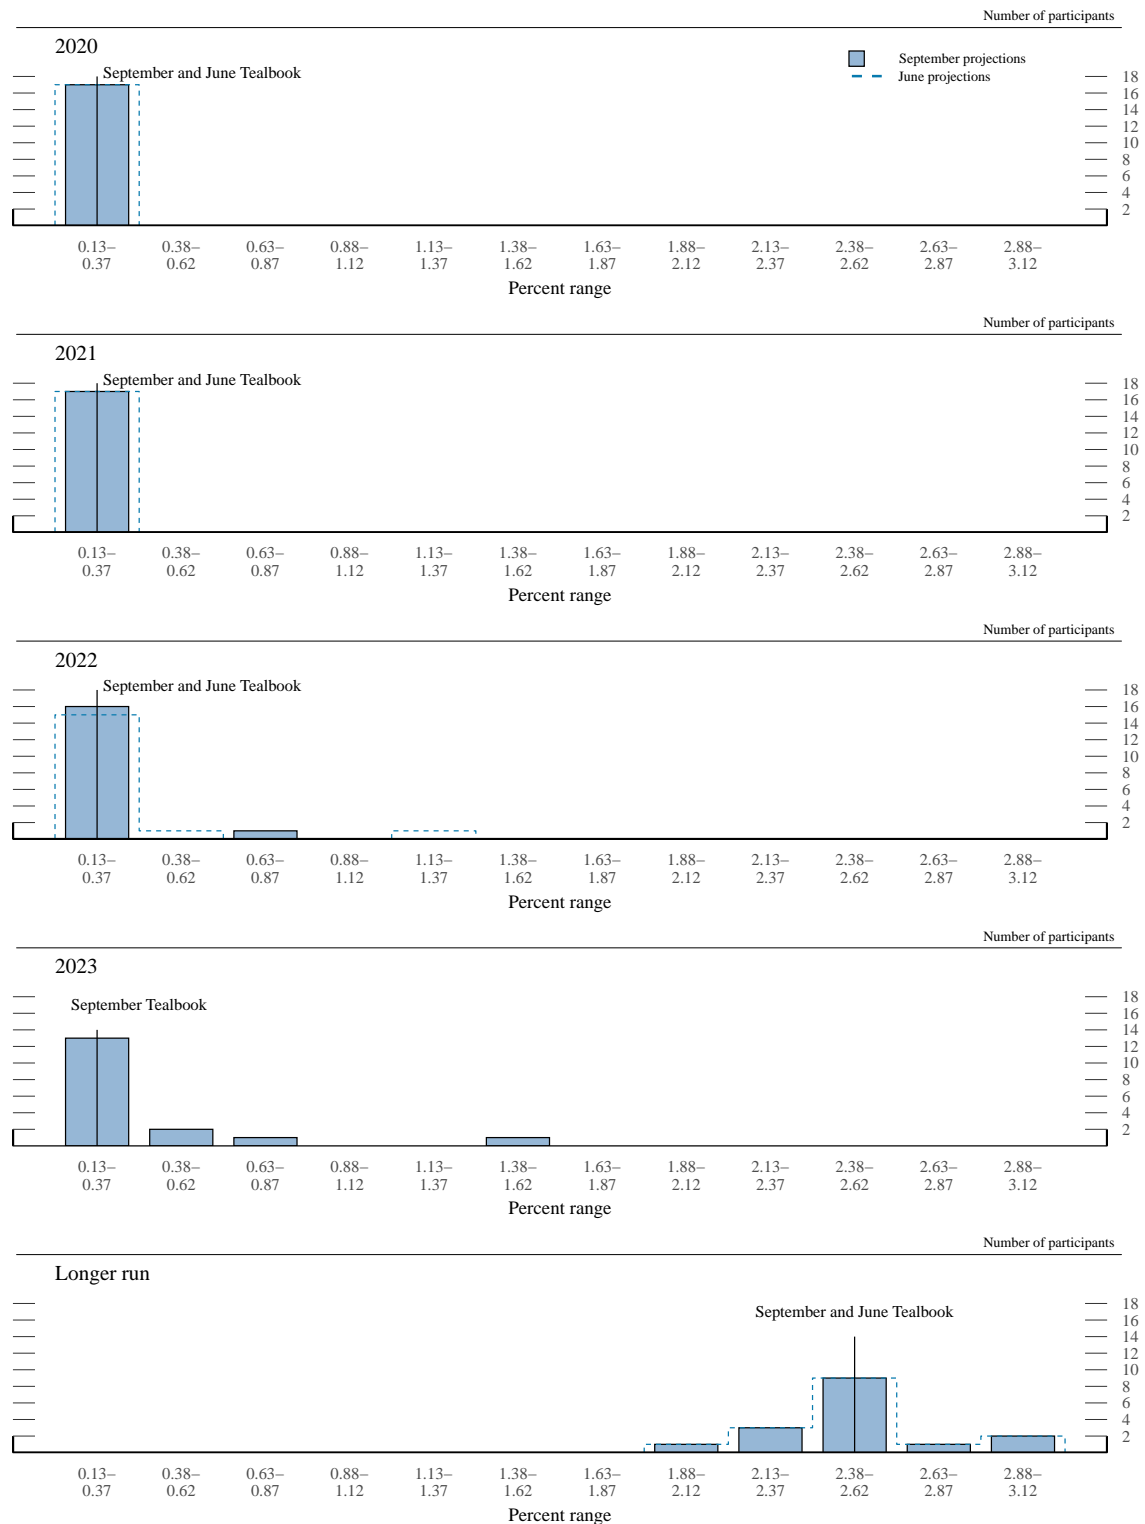 Number of participants
2020
September and June Tealbook
September projections
June projections
18
16
14
12
10
8
6
4
2
0.13– 0.38– 0.63– 0.88– 1.13– 1.38– 1.63– 1.88– 2.13– 2.38– 2.63– 2.88–
0.37 0.62 0.87 1.12 1.37 1.62 1.87 2.12 2.37 2.62 2.87 3.12
Percent range
Number of participants
2021
September and June Tealbook
18
16
14
12
10
8
6
4
2
0.13– 0.38– 0.63– 0.88– 1.13– 1.38– 1.63– 1.88– 2.13– 2.38– 2.63– 2.88–
0.37 0.62 0.87 1.12 1.37 1.62 1.87 2.12 2.37 2.62 2.87 3.12
Percent range
Number of participants
2022
September and June Tealbook
18
16
14
12
10
8
6
4
2
0.13– 0.38– 0.63– 0.88– 1.13– 1.38– 1.63– 1.88– 2.13– 2.38– 2.63– 2.88–
0.37 0.62 0.87 1.12 1.37 1.62 1.87 2.12 2.37 2.62 2.87 3.12
Percent range
Number of participants
2023
September Tealbook
18
16
14
12
10
8
6
4
2
0.13– 0.38– 0.63– 0.88– 1.13– 1.38– 1.63– 1.88– 2.13– 2.38– 2.63– 2.88–
0.37 0.62 0.87 1.12 1.37 1.62 1.87 2.12 2.37 2.62 2.87 3.12
Percent range
Number of participants
Longer run
September and June Tealbook
18
16
14
12
10
8
6
4
2
0.13– 0.38– 0.63– 0.88– 1.13– 1.38– 1.63– 1.88– 2.13– 2.38– 2.63– 2.88–
0.37 0.62 0.87 1.12 1.37 1.62 1.87 2.12 2.37 2.62 2.87 3.12
Percent range